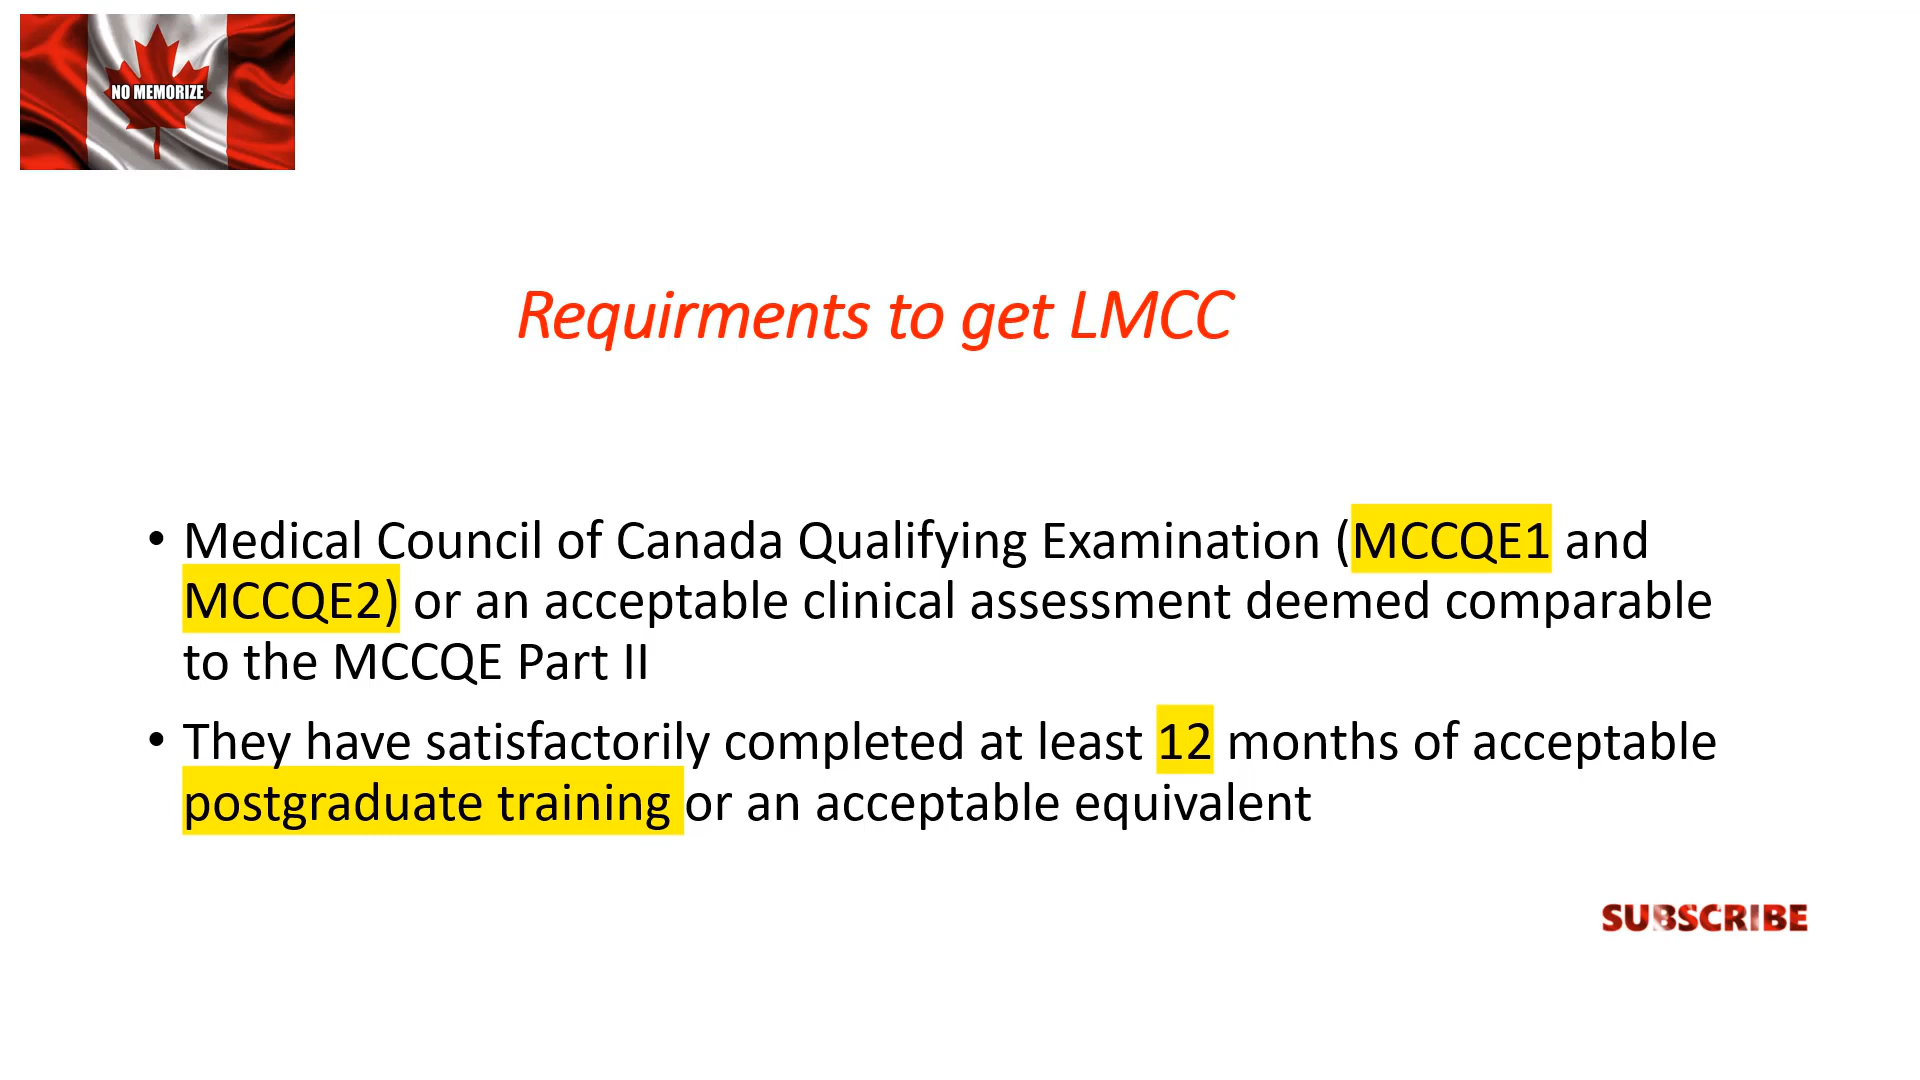 NO MEMORIZE
Requirments to get LMCC
• Medical Council of Canada Qualifying Examination (MCCQE1 and
MCCQE2) or an acceptable clinical assessment deemed comparable
to the MCCQE Part II
• They have satisfactorily completed at least 12 months of acceptable
postgraduate training or an acceptable equivalent
SUBSCRIBE